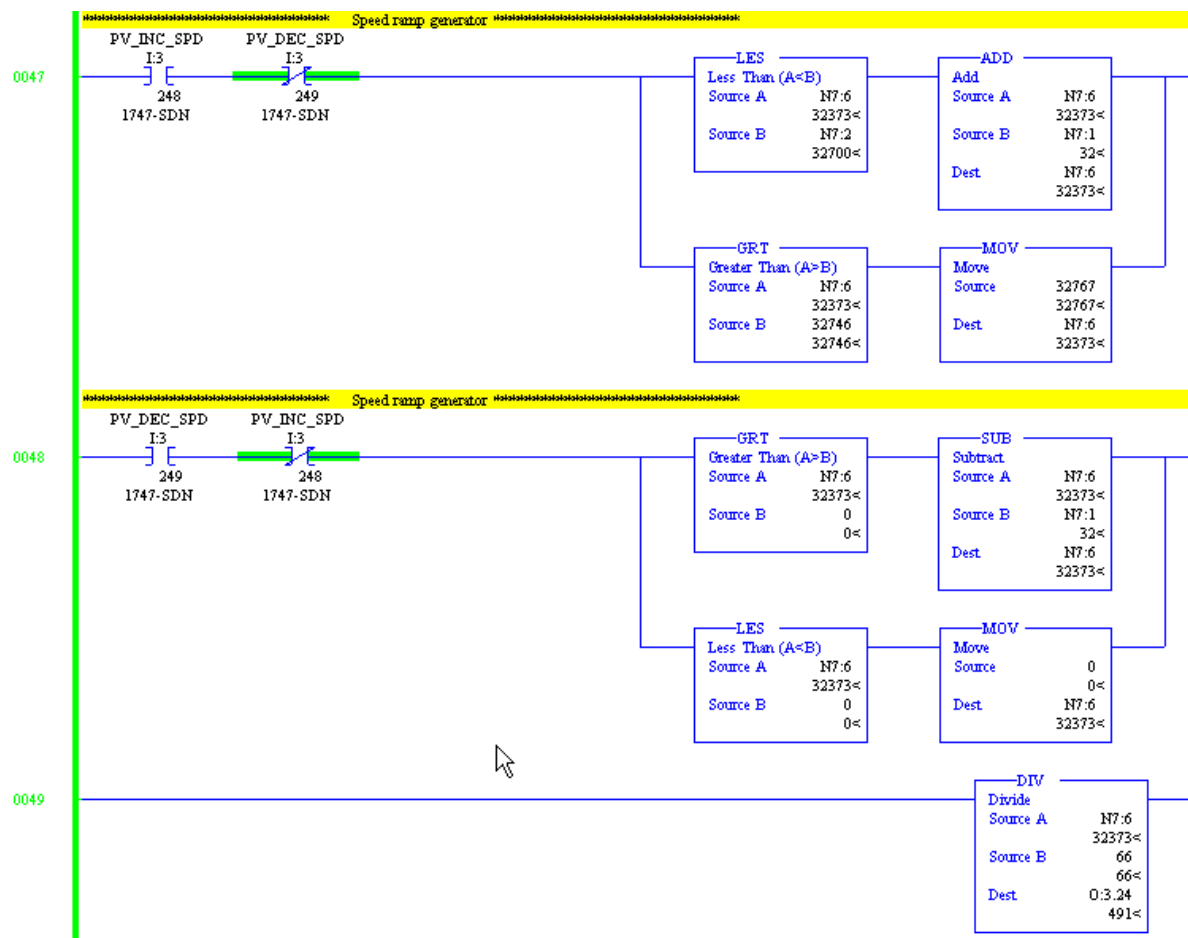 ******************************************** Speed ramp generator ********************************************
PV_INC_SPD PV_DEC_SPD
I:3 I:3
0047
248 249
1747-SDN 1747-SDN
LES
Less Than (A<B)
Source A N7:6
32373<
Source B N7:2
32700<
ADD
Add
Source A N7:6
32373<
Source B N7:1
32<
Dest N7:6
32373<
GRT
Greater Than (A>B)
Source A N7:6
32373<
Source B 32746
32746<
MOV
Move
Source 32767
32767<
Dest N7:6
32373<
******************************************** Speed ramp generator ********************************************
PV_DEC_SPD PV_INC_SPD
I:3 I:3
0048
249 248
1747-SDN 1747-SDN
GRT
Greater Than (A>B)
Source A N7:6
32373<
Source B 0
0<
SUB
Subtract
Source A N7:6
32373<
Source B N7:1
32<
Dest N7:6
32373<
LES
Less Than (A<B)
Source A N7:6
32373<
Source B 0
0<
MOV
Move
Source 0
0<
Dest N7:6
32373<
0049
DIV
Divide
Source A N7:6
32373<
Source B 66
66<
Dest O:3.24
491<